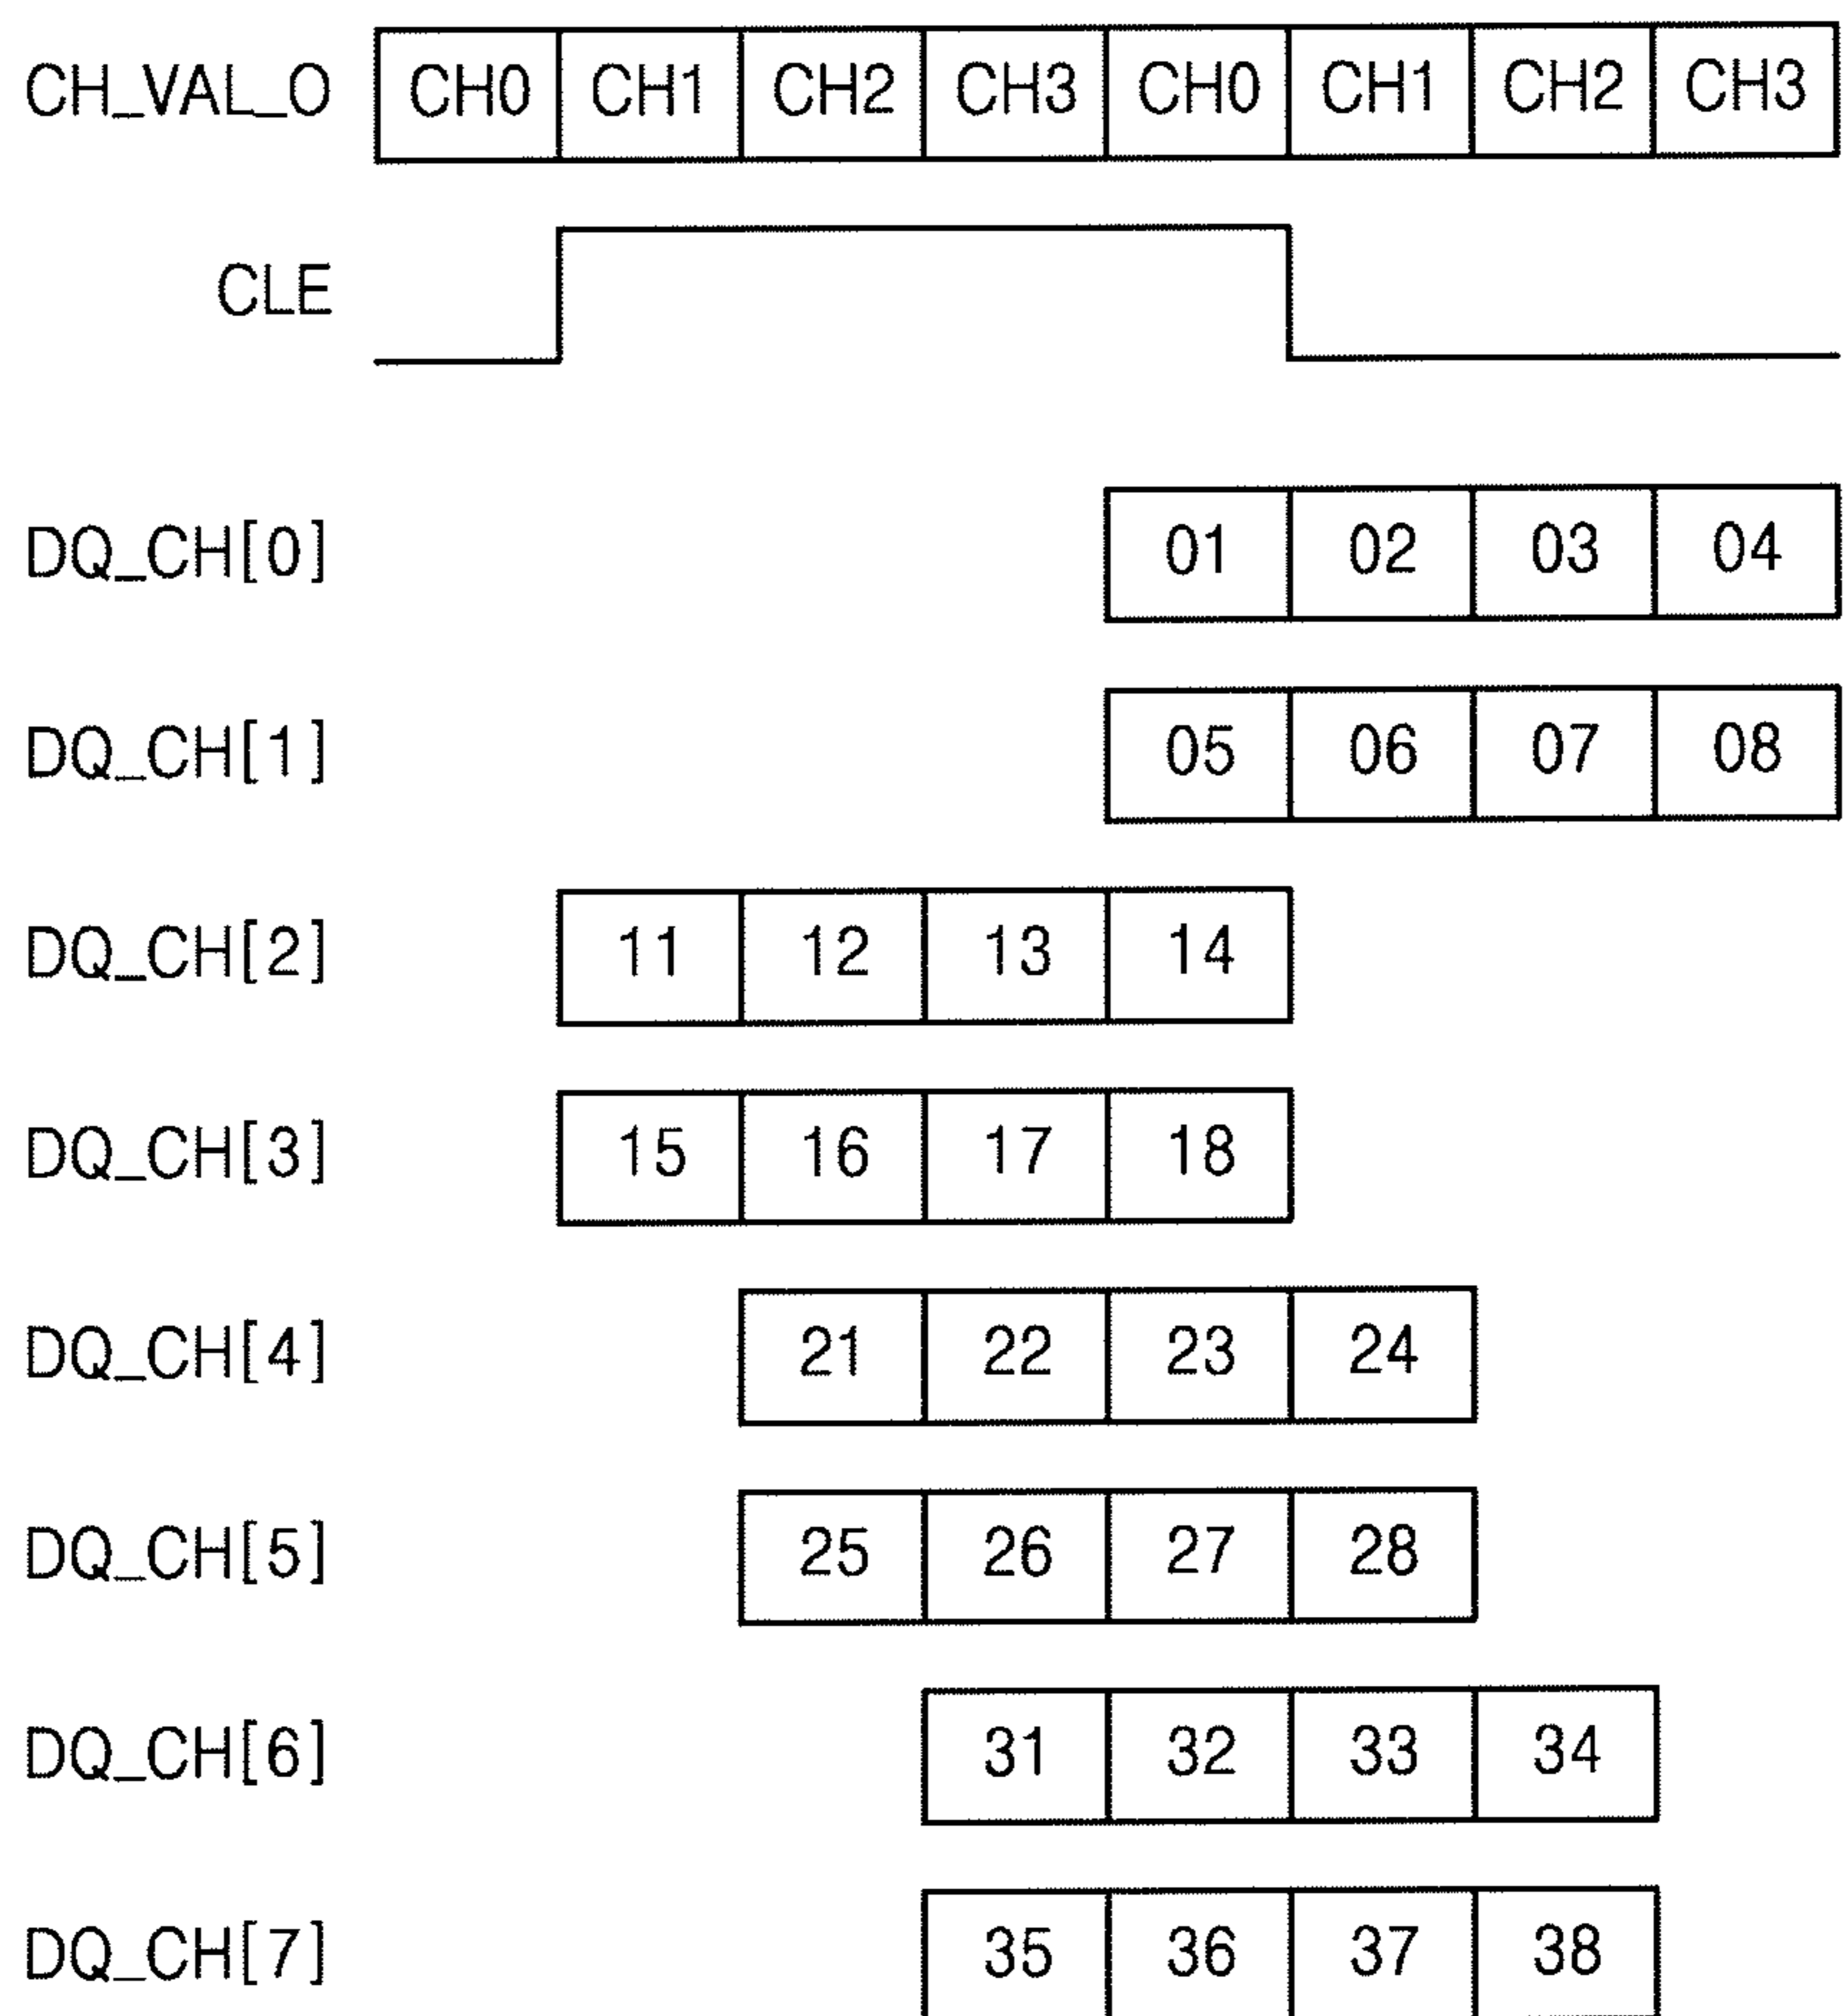 CH_VAL_O CH0 CH1 CH2 CH3 CH0 CH1 CH2 CH3
CLE
DQ_CH[0] 01 02 03 04
DQ_CH[1] 05 06 07 08
DQ_CH[2] 11 12 13 14
DQ_CH[3] 15 16 17 18
DQ_CH[4] 21 22 23 24
DQ_CH[5] 25 26 27 28
DQ_CH[6] 31 32 33 34
DQ_CH[7] 35 36 37 38